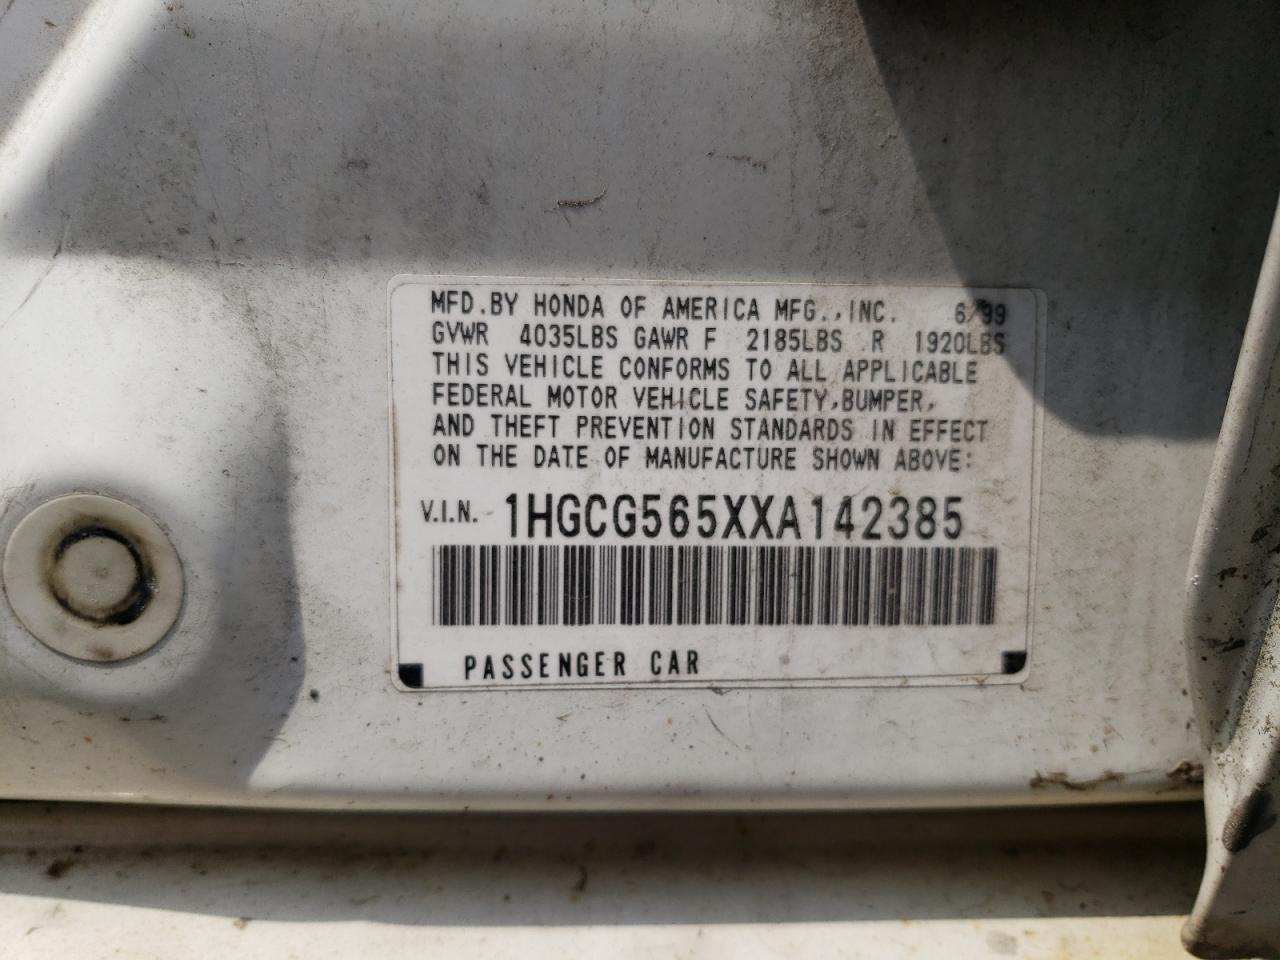 MFD.BY HONDA OF AMERICA MFG.,INC. 6/99
GVWR 4035LBS GAWR F 2185LBS R 1920LBS
THIS VEHICLE CONFORMS TO ALL APPLICABLE
FEDERAL MOTOR VEHICLE SAFETY,BUMPER,
AND THEFT PREVENTION STANDARDS IN EFFECT
ON THE DATE OF MANUFACTURE SHOWN ABOVE:
V.I.N. 1HGCG565XXA142385
PASSENGER CAR